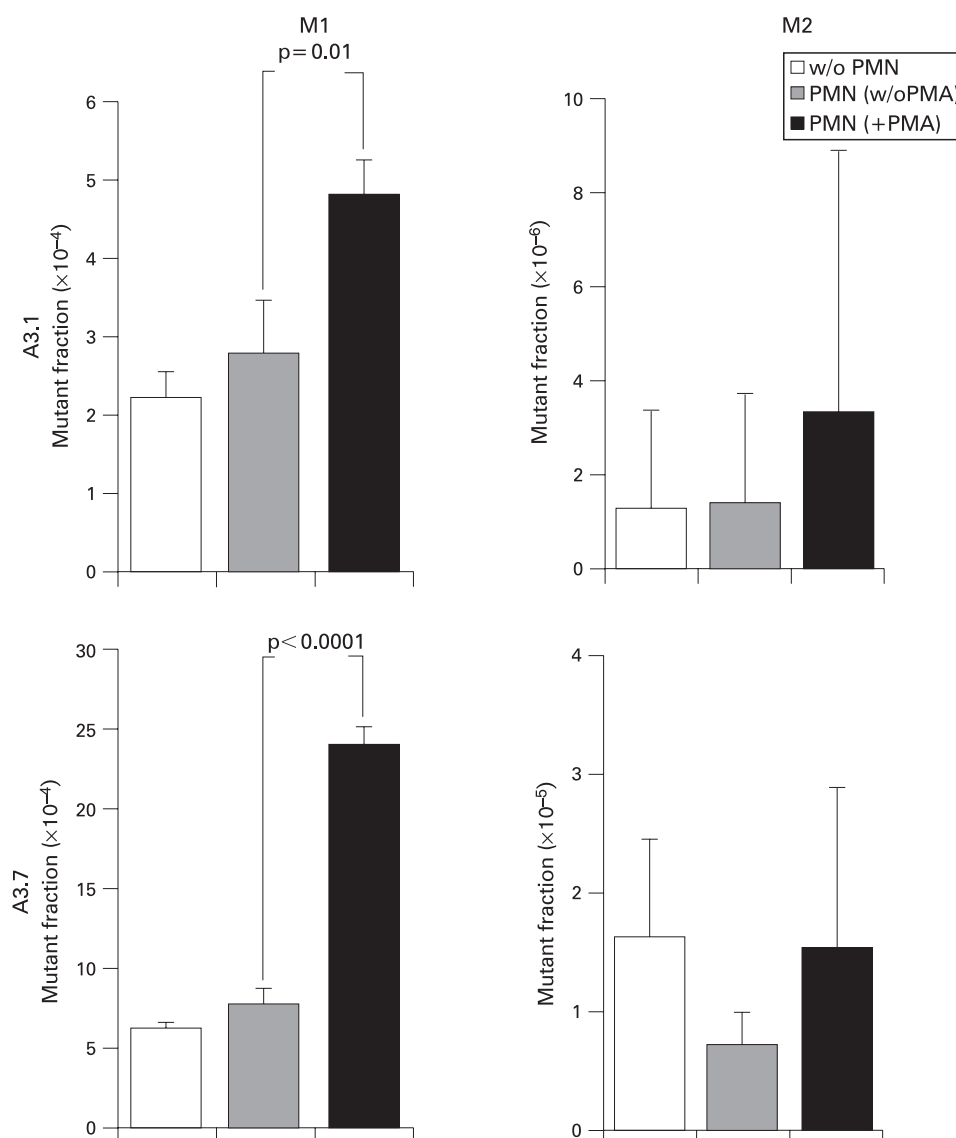 M1
p=0.01
6
5
4
3
2
1
0
A3.1
Mutant fraction (×10⁻⁴)
M2
w/o PMN
PMN (w/oPMA)
PMN (+PMA)
10
8
6
4
2
0
Mutant fraction (×10⁻⁶)
p<0.0001
30
25
20
15
10
5
0
A3.7
Mutant fraction (×10⁻⁴)
4
3
2
1
0
Mutant fraction (×10⁻⁵)